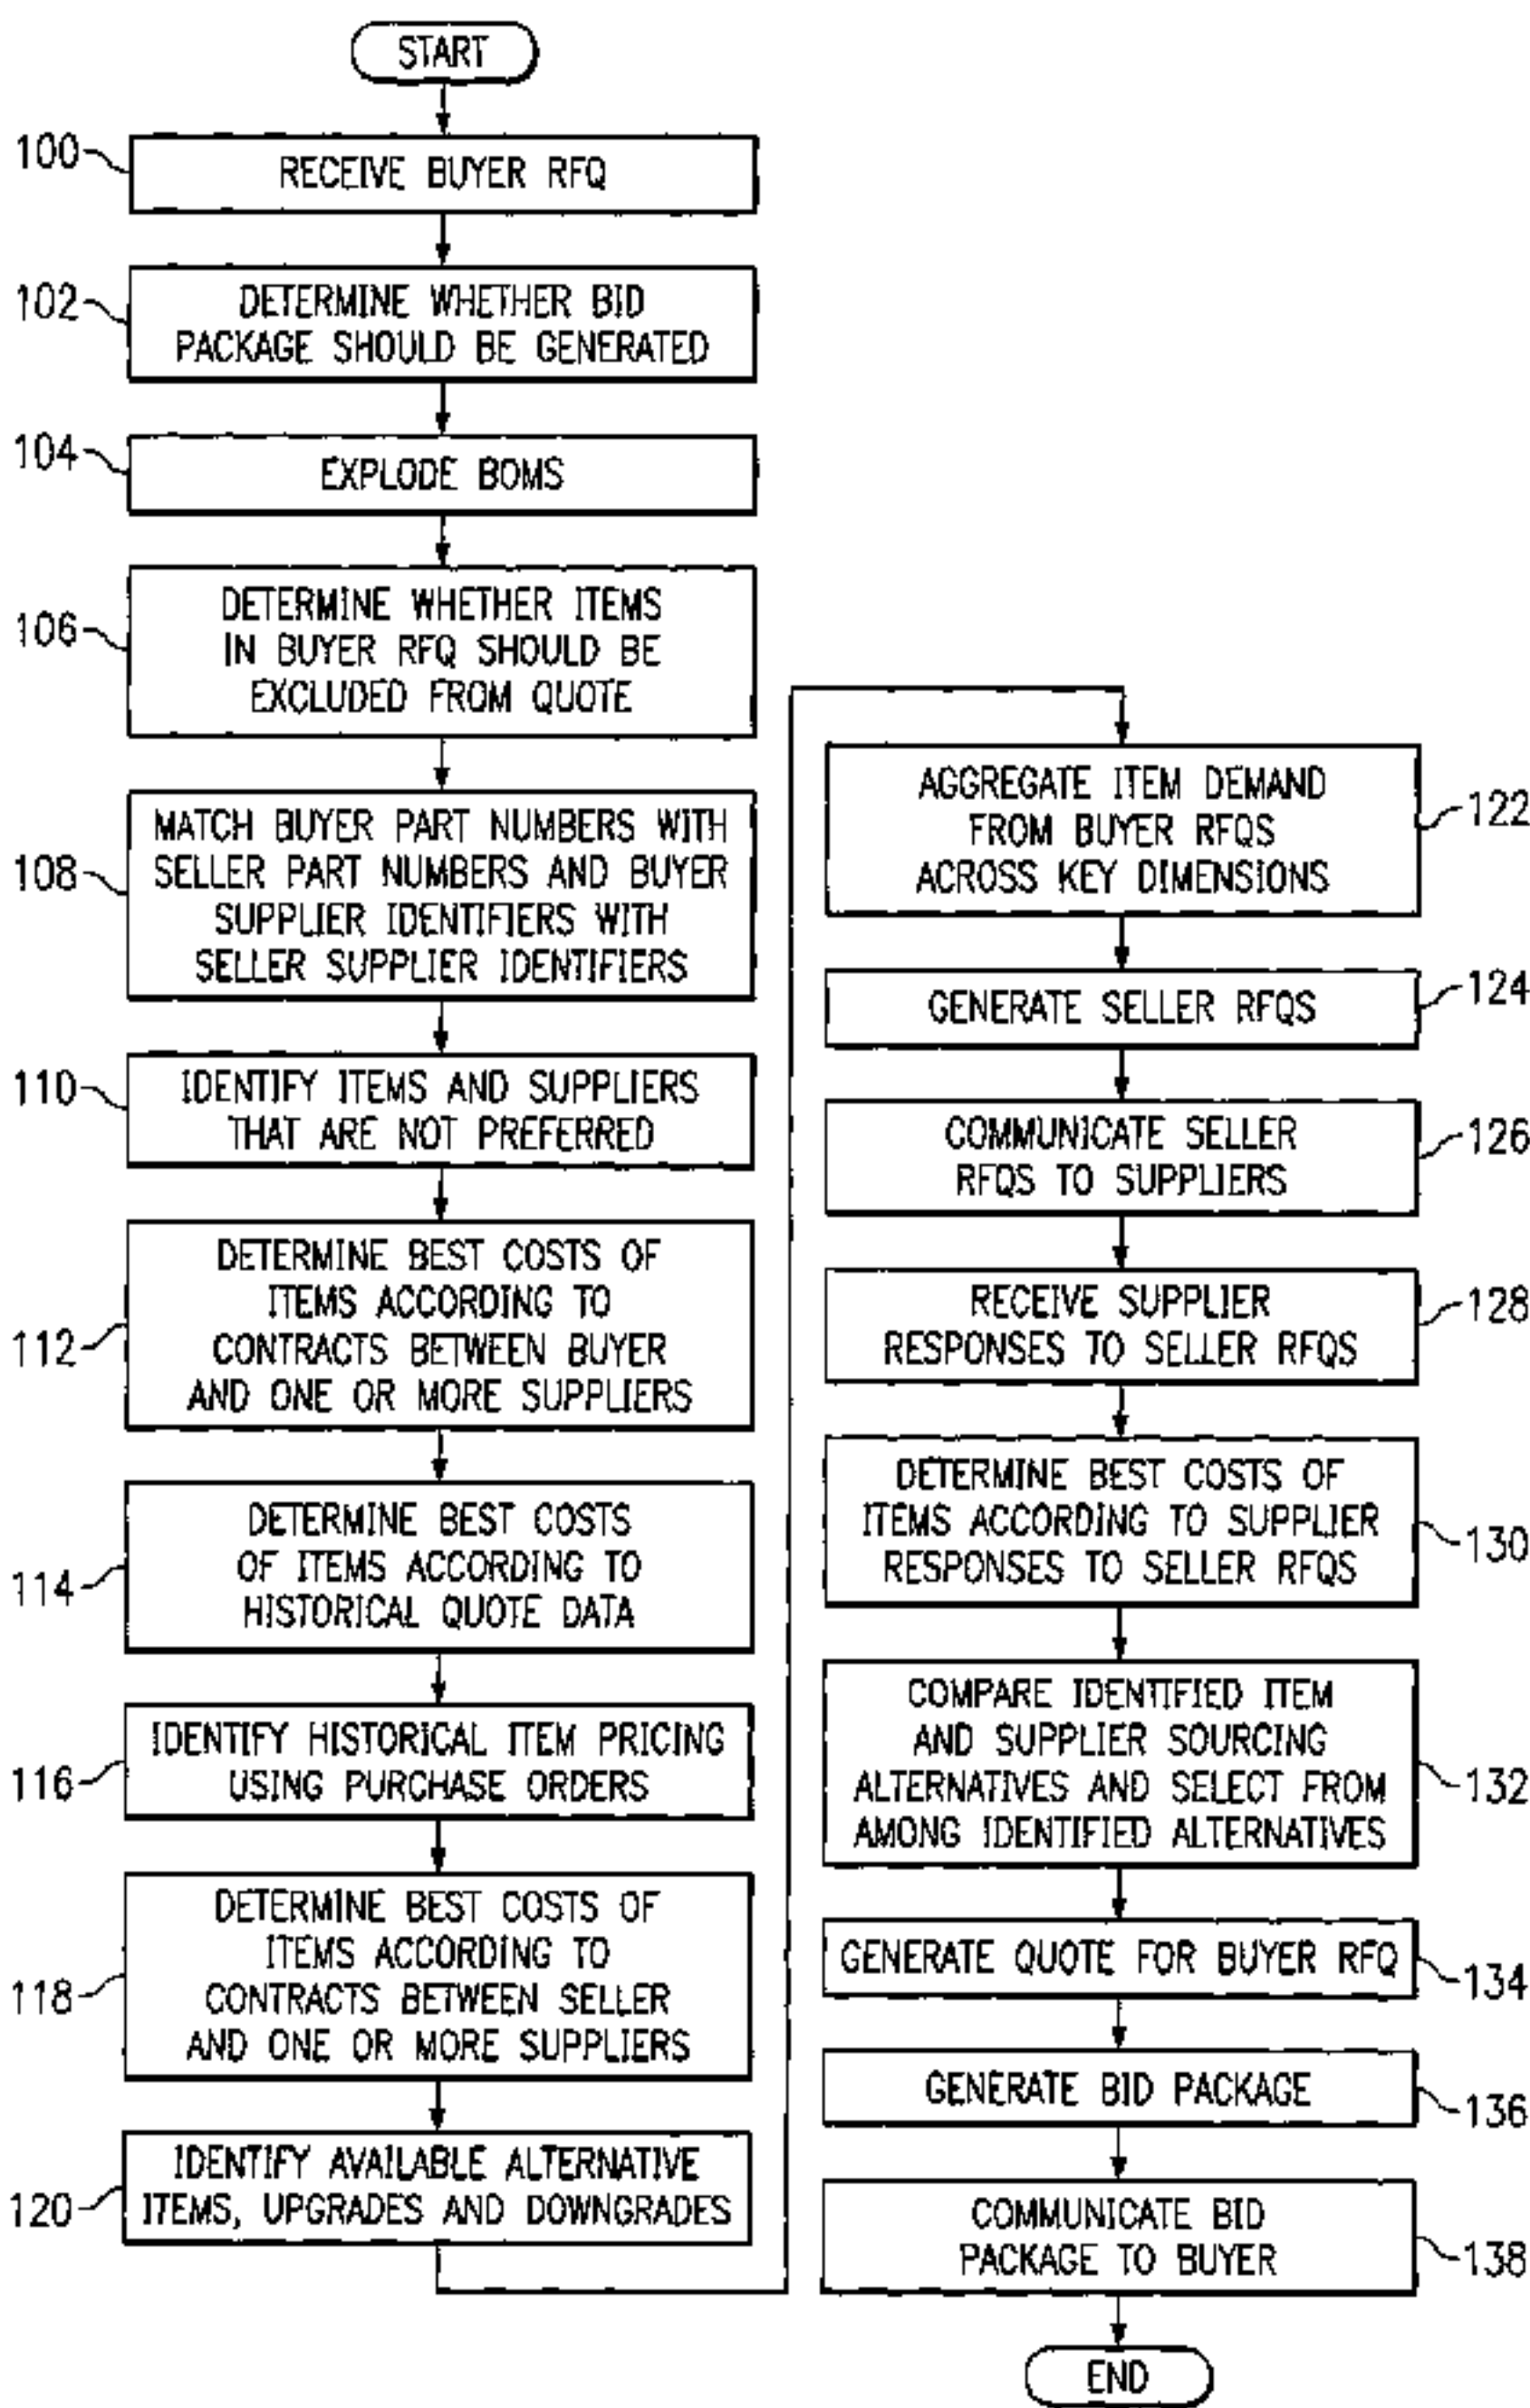 START
100
RECEIVE BUYER RFQ
102
DETERMINE WHETHER BID
PACKAGE SHOULD BE GENERATED
104
EXPLODE BOMS
106
DETERMINE WHETHER ITEMS
IN BUYER RFQ SHOULD BE
EXCLUDED FROM QUOTE
108
MATCH BUYER PART NUMBERS WITH
SELLER PART NUMBERS AND BUYER
SUPPLIER IDENTIFIERS WITH
SELLER SUPPLIER IDENTIFIERS
110
IDENTIFY ITEMS AND SUPPLIERS
THAT ARE NOT PREFERRED
112
DETERMINE BEST COSTS OF
ITEMS ACCORDING TO
CONTRACTS BETWEEN BUYER
AND ONE OR MORE SUPPLIERS
114
DETERMINE BEST COSTS
OF ITEMS ACCORDING TO
HISTORICAL QUOTE DATA
116
IDENTIFY HISTORICAL ITEM PRICING
USING PURCHASE ORDERS
118
DETERMINE BEST COSTS OF
ITEMS ACCORDING TO
CONTRACTS BETWEEN SELLER
AND ONE OR MORE SUPPLIERS
120
IDENTIFY AVAILABLE ALTERNATIVE
ITEMS, UPGRADES AND DOWNGRADES
AGGREGATE ITEM DEMAND
FROM BUYER RFQS
ACROSS KEY DIMENSIONS
122
GENERATE SELLER RFQS
124
COMMUNICATE SELLER
RFQS TO SUPPLIERS
126
RECEIVE SUPPLIER
RESPONSES TO SELLER RFQS
128
DETERMINE BEST COSTS OF
ITEMS ACCORDING TO SUPPLIER
RESPONSES TO SELLER RFQS
130
COMPARE IDENTIFIED ITEM
AND SUPPLIER SOURCING
ALTERNATIVES AND SELECT FROM
AMONG IDENTIFIED ALTERNATIVES
132
GENERATE QUOTE FOR BUYER RFQ
134
GENERATE BID PACKAGE
136
COMMUNICATE BID
PACKAGE TO BUYER
138
END